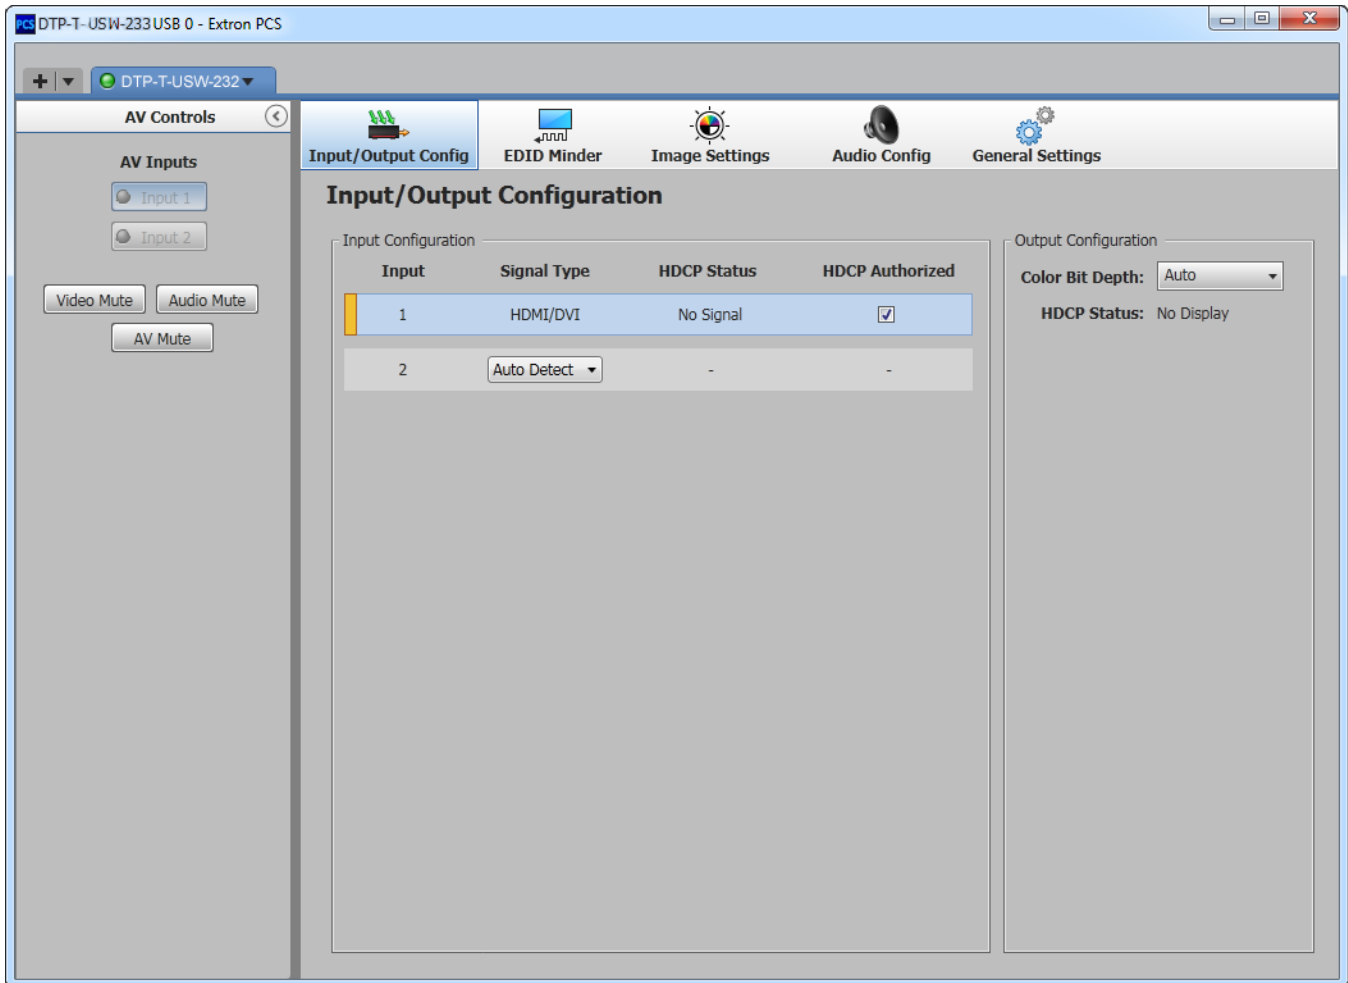 PCS DTP-T-USW-233 USB 0 - Extron PCS
DTP-T-USW-232
AV Controls
AV Inputs
Input 1
Input 2
Video Mute Audio Mute
AV Mute
Input/Output Config EDID Minder Image Settings Audio Config General Settings
Input/Output Configuration
Input Configuration
Input Signal Type HDCP Status HDCP Authorized
1 HDMI/DVI No Signal
2 Auto Detect - -
Output Configuration
Color Bit Depth: Auto
HDCP Status: No Display